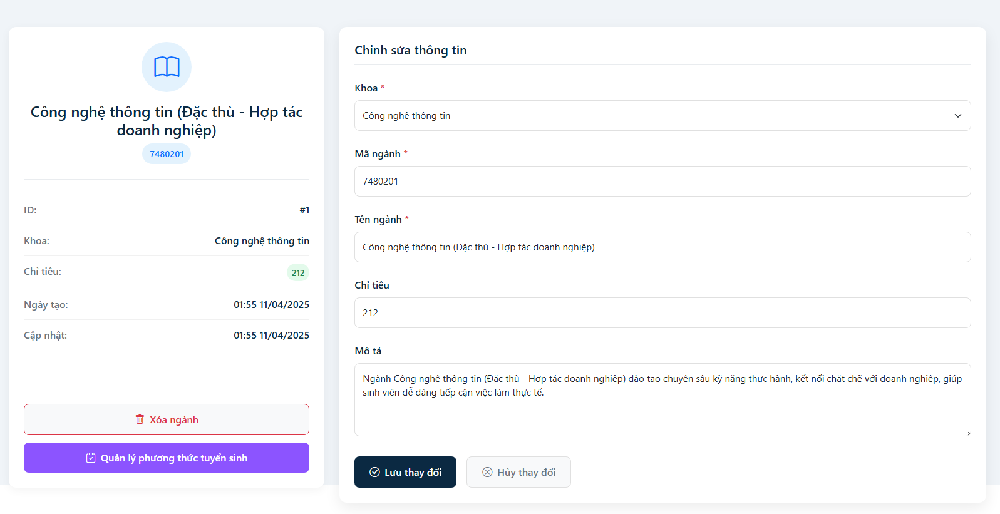 Công nghệ thông tin (Đặc thù - Hợp tác
doanh nghiệp)
7480201
ID: #1
Khoa: Công nghệ thông tin
Chỉ tiêu: 212
Ngày tạo: 01:55 11/04/2025
Cập nhật: 01:55 11/04/2025
Xóa ngành
Quản lý phương thức tuyển sinh
Chỉnh sửa thông tin
Khoa *
Công nghệ thông tin
Mã ngành *
7480201
Tên ngành *
Công nghệ thông tin (Đặc thù - Hợp tác doanh nghiệp)
Chỉ tiêu
212
Mô tả
Ngành Công nghệ thông tin (Đặc thù - Hợp tác doanh nghiệp) đào tạo chuyên sâu kỹ năng thực hành, kết nối chặt chẽ với doanh nghiệp, giúp
sinh viên dễ dàng tiếp cận việc làm thực tế.
Lưu thay đổi
Hủy thay đổi